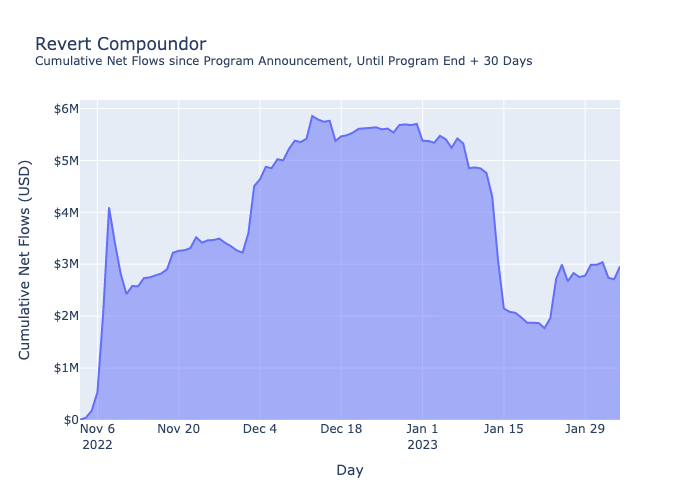 Revert Compoundor
Cumulative Net Flows since Program Announcement, Until Program End + 30 Days
$6M
$5M
$4M
$3M
$2M
$1M
$0
Cumulative Net Flows (USD)
Nov 6
2022
Nov 20
Dec 4
Dec 18
Jan 1
2023
Jan 15
Jan 29
Day